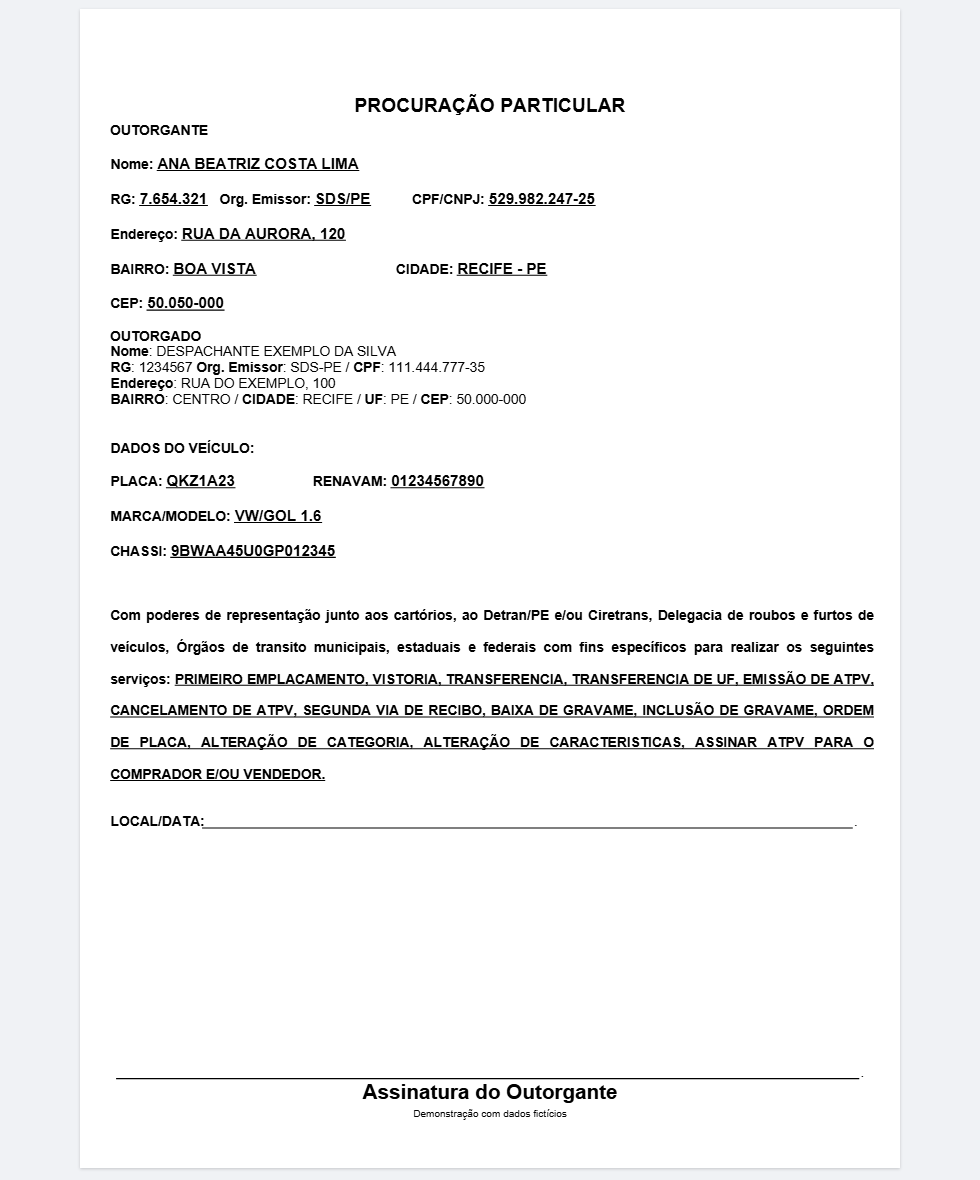 PROCURAÇÃO PARTICULAR
OUTORGANTE
Nome: ANA BEATRIZ COSTA LIMA
RG: 7.654.321 Org. Emissor: SDS/PE CPF/CNPJ: 529.982.247-25
Endereço: RUA DA AURORA, 120
BAIRRO: BOA VISTA CIDADE: RECIFE - PE
CEP: 50.050-000
OUTORGADO
Nome: DESPACHANTE EXEMPLO DA SILVA
RG: 1234567 Org. Emissor: SDS-PE / CPF: 111.444.777-35
Endereço: RUA DO EXEMPLO, 100
BAIRRO: CENTRO / CIDADE: RECIFE / UF: PE / CEP: 50.000-000
DADOS DO VEÍCULO:
PLACA: QKZ1A23 RENAVAM: 01234567890
MARCA/MODELO: VW/GOL 1.6
CHASSI: 9BWAA45U0GP012345
Com poderes de representação junto aos cartórios, ao Detran/PE e/ou Ciretrans, Delegacia de roubos e furtos de
veículos, Órgãos de transito municipais, estaduais e federais com fins específicos para realizar os seguintes
serviços: PRIMEIRO EMPLACAMENTO, VISTORIA, TRANSFERENCIA, TRANSFERENCIA DE UF, EMISSÃO DE ATPV,
CANCELAMENTO DE ATPV, SEGUNDA VIA DE RECIBO, BAIXA DE GRAVAME, INCLUSÃO DE GRAVAME, ORDEM
DE PLACA, ALTERAÇÃO DE CATEGORIA, ALTERAÇÃO DE CARACTERISTICAS, ASSINAR ATPV PARA O
COMPRADOR E/OU VENDEDOR.
LOCAL/DATA: .
.
Assinatura do Outorgante
Demonstração com dados fictícios